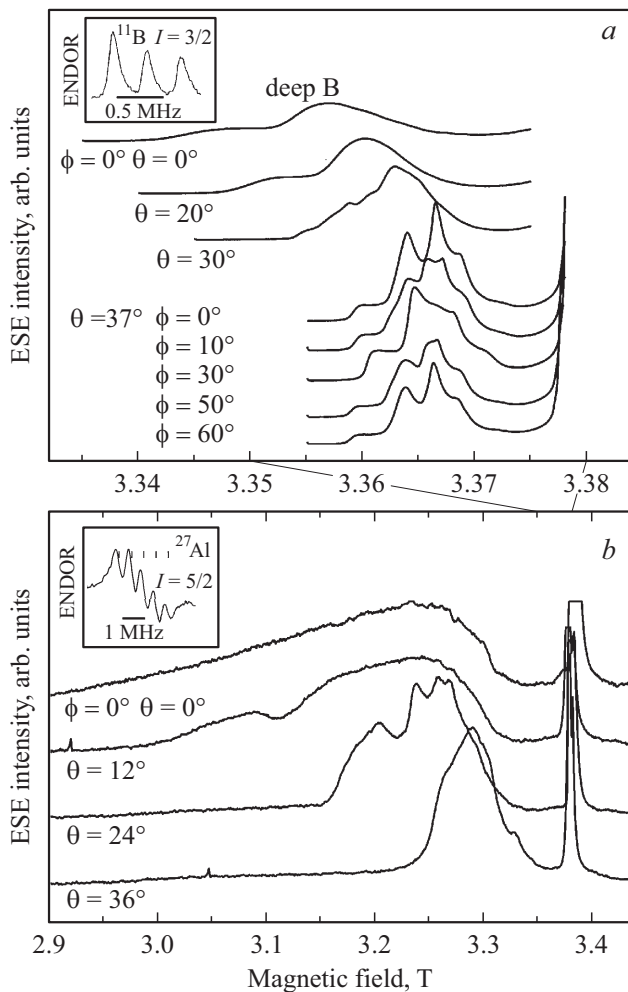 a
ENDOR
¹¹B I = 3/2
0.5 MHz
deep B
ϕ = 0° θ = 0°
θ = 20°
θ = 30°
θ =37° ϕ = 0°
ϕ = 10°
ϕ = 30°
ϕ = 50°
ϕ = 60°
ESE intensity, arb. units
3.34 3.35 3.36 3.37 3.38
b
ENDOR
²⁷Al
I = 5/2
1 MHz
ϕ = 0° θ = 0°
θ = 12°
θ = 24°
θ = 36°
ESE intensity, arb. units
2.9 3.0 3.1 3.2 3.3 3.4
Magnetic field, T